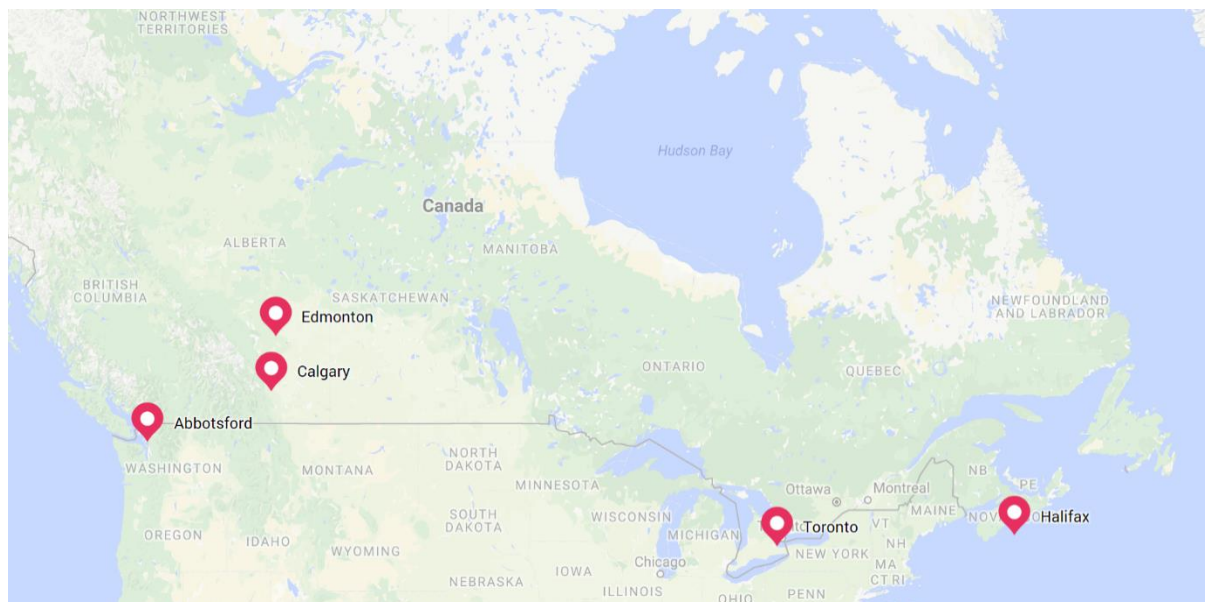 NORTHWEST
TERRITORIES
Hudson Bay
Canada
ALBERTA
MANITOBA
BRITISH
COLUMBIA
SASKATCHEWAN
NEWFOUNDLAND
AND LABRADOR
Edmonton
Calgary
ONTARIO
QUEBEC
Abbotsford
WASHINGTON
MONTANA
NORTH
DAKOTA
NB
PE
MINNESOTA
Ottawa
Montreal
MAINE
Halifax
OREGON
IDAHO
SOUTH
DAKOTA
WISCONSIN
MICHIGAN
Toronto
VT
NH
NEW YORK
WYOMING
IOWA
Chicago
MA
CT RI
NEBRASKA
ILLINOIS
OHIO
PENN